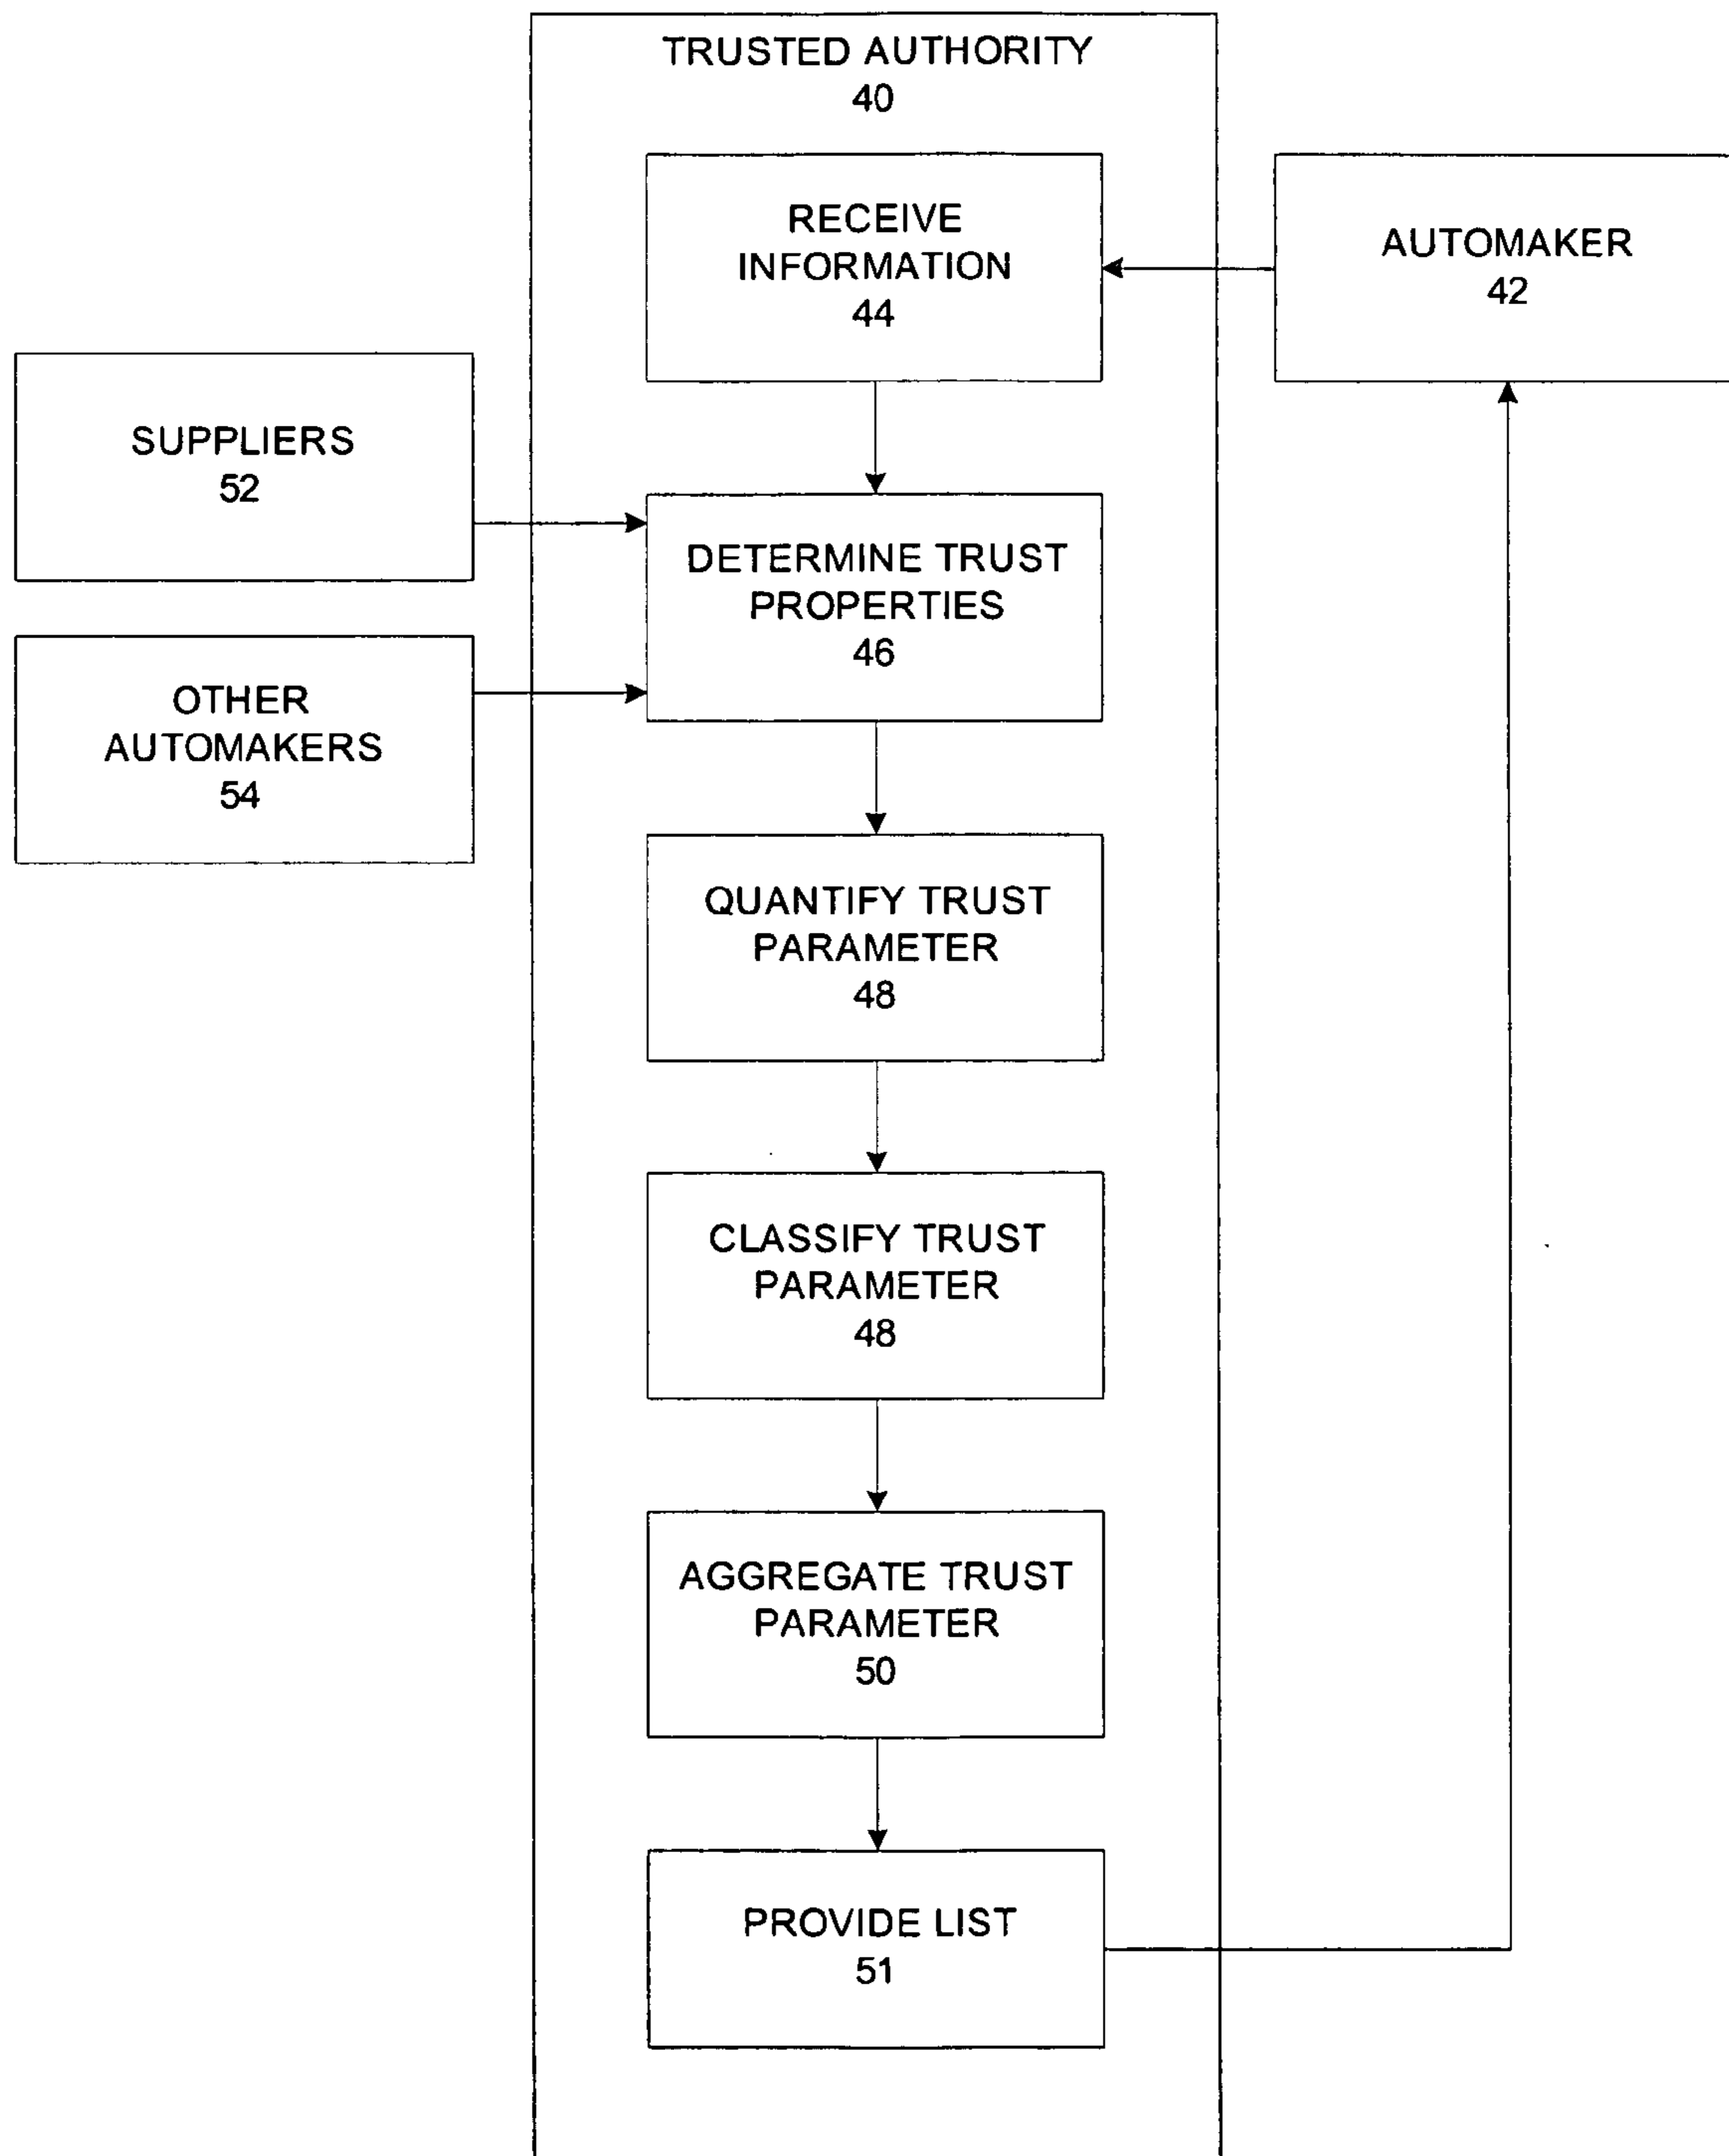 TRUSTED AUTHORITY
40
RECEIVE
INFORMATION
44
AUTOMAKER
42
SUPPLIERS
52
DETERMINE TRUST
PROPERTIES
46
OTHER
AUTOMAKERS
54
QUANTIFY TRUST
PARAMETER
48
CLASSIFY TRUST
PARAMETER
48
AGGREGATE TRUST
PARAMETER
50
PROVIDE LIST
51